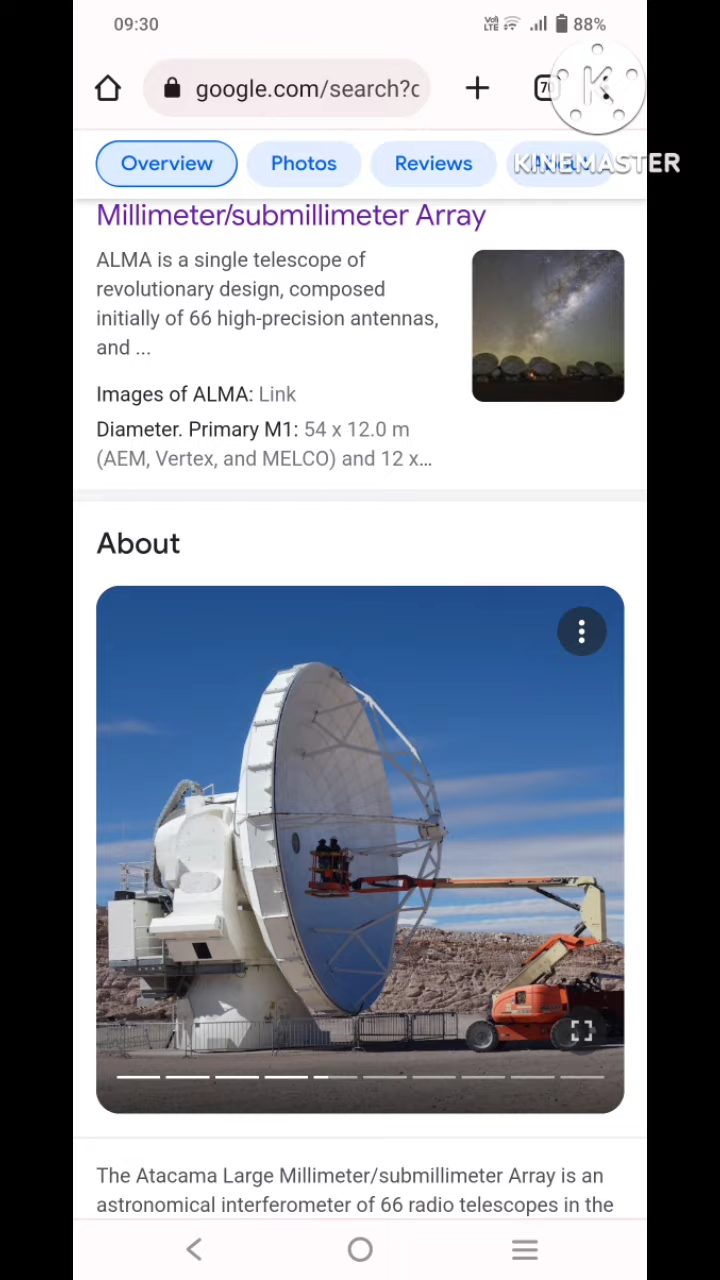 09:30
Vo)
LTE
88%
google.com/search?c
KINEMASTER
Overview
Photos
Reviews
Millimeter/submillimeter Array
ALMA is a single telescope of
revolutionary design, composed
initially of 66 high-precision antennas,
and ...
Images of ALMA: Link
Diameter. Primary M1: 54 x 12.0 m
(AEM, Vertex, and MELCO) and 12 x...
About
The Atacama Large Millimeter/submillimeter Array is an
astronomical interferometer of 66 radio telescopes in the